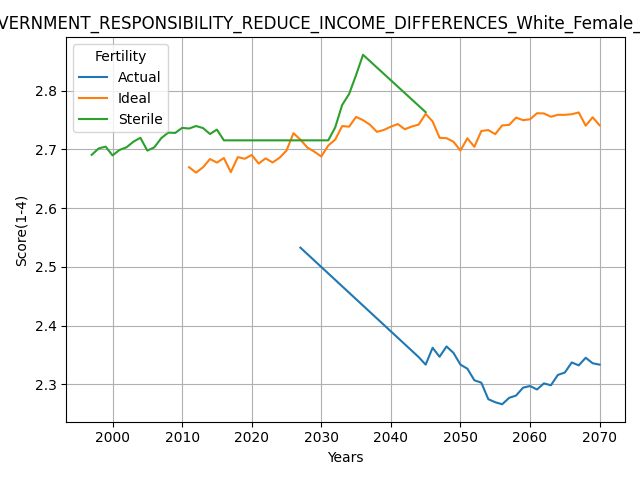 VERNMENT_RESPONSIBILITY_REDUCE_INCOME_DIFFERENCES_White_Female_
Fertility
Actual
Ideal
Sterile
Score(1-4)
2.8
2.7
2.6
2.5
2.4
2.3
2000 2010 2020 2030 2040 2050 2060 2070
Years